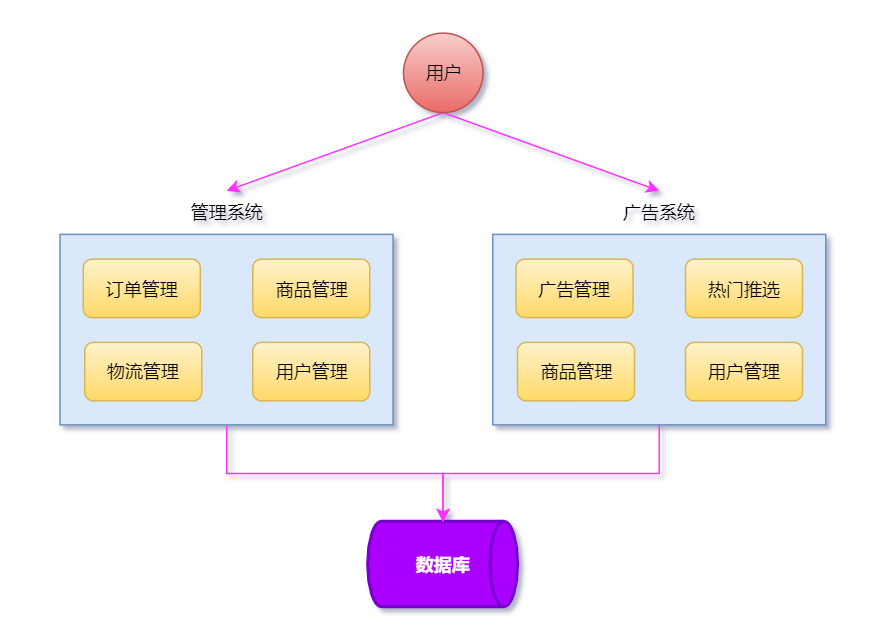 用户
管理系统
广告系统
订单管理
商品管理
广告管理
热门推选
物流管理
用户管理
商品管理
用户管理
数据库